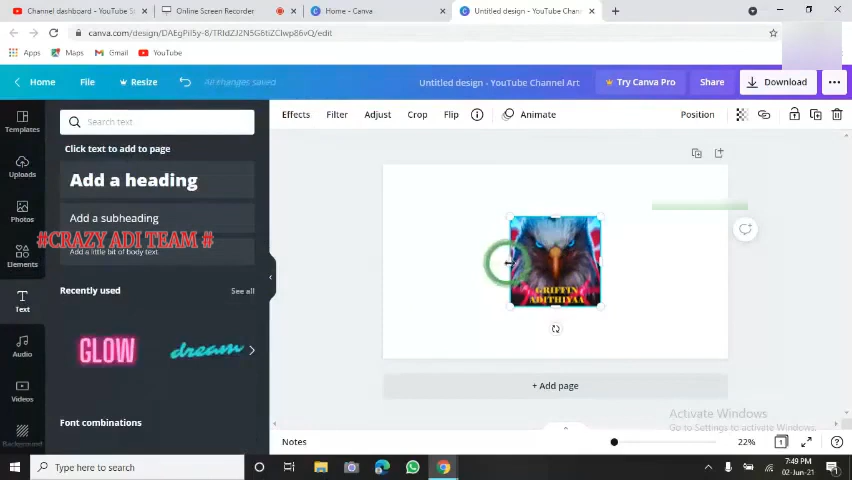 Channel dashboard - YouTube S
Online Screen Recorder
Home - Canva
Untitled design - YouTube Chann
canva.com/design/DAEgPiI5y-8/TRIdZJ2N5G6tiZClwp86vQ/edit
Apps
Maps
Gmail
YouTube
Home
File
Resize
All changes saved
Untitled design - YouTube Channel Art
Try Canva Pro
Share
Download
Effects
Filter
Adjust
Crop
Flip
Animate
Position
Templates
Uploads
Photos
Elements
Text
Audio
Videos
Background
Search text
Click text to add to page
Add a heading
Add a subheading
#CRAZY ADI TEAM #
Add a little bit of body text
Recently used
See all
GLOW
dream
Font combinations
GRIFFIN
ADITHIYAA
+ Add page
Activate Windows
Go to Settings to activate Windows.
Notes
22%
1
Type here to search
7:49 PM
02-Jun-21